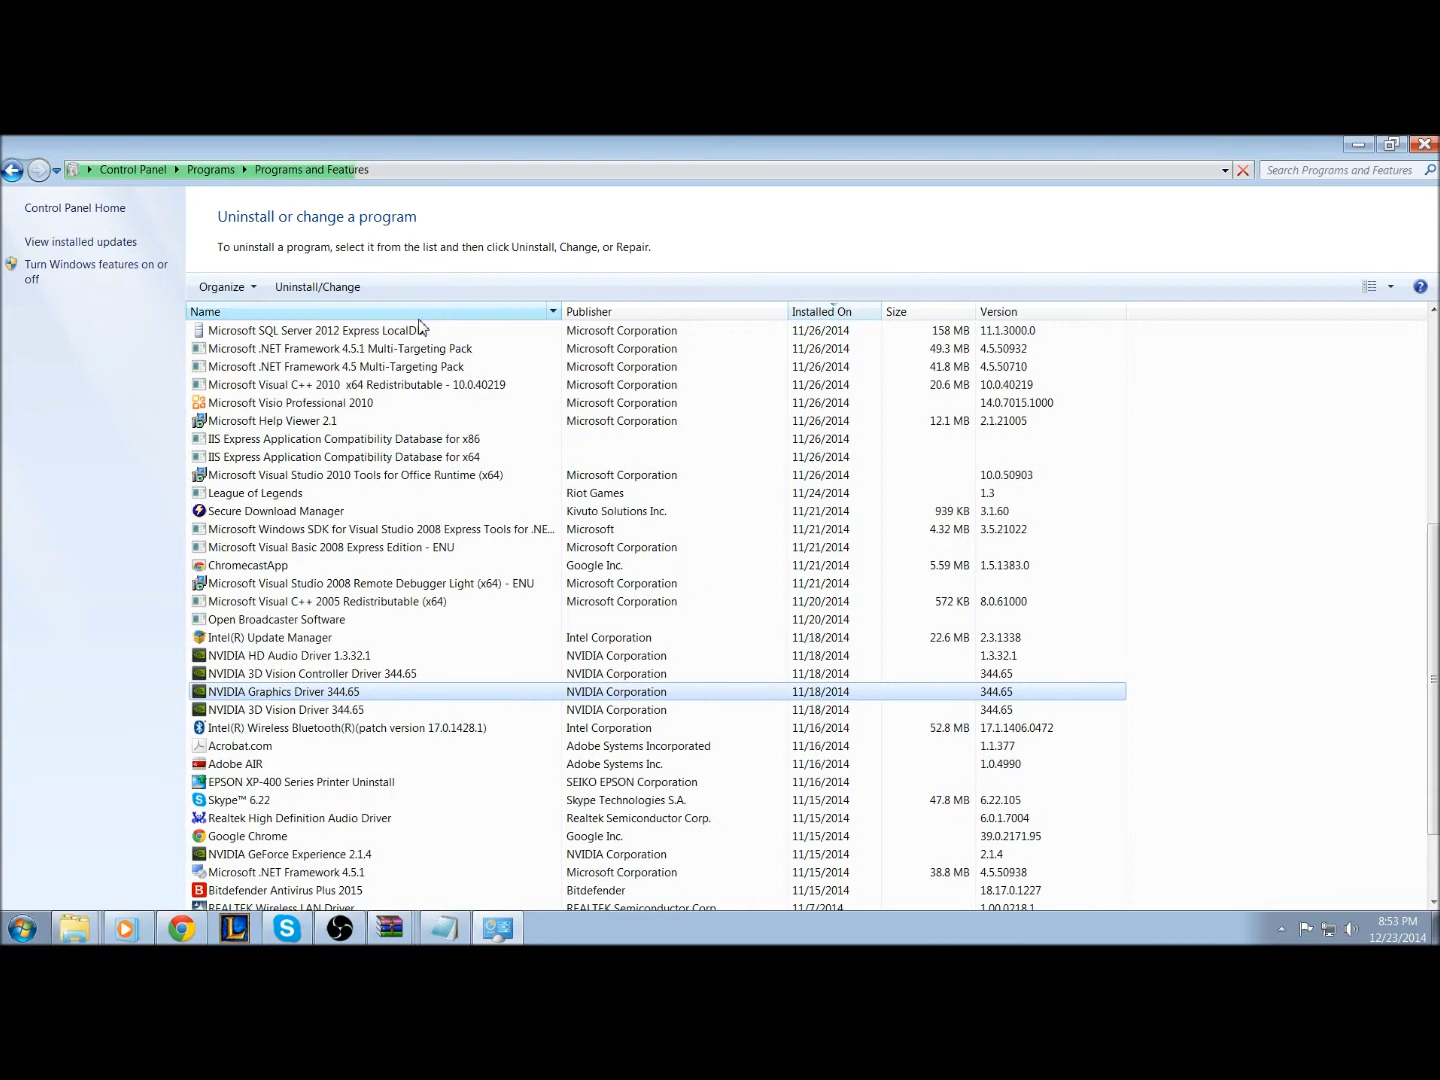 Control Panel Programs Programs and Features Search Programs and Features
Control Panel Home
View installed updates
Turn Windows features on or
off
Uninstall or change a program
To uninstall a program, select it from the list and then click Uninstall, Change, or Repair.
Organize Uninstall/Change
Name Publisher Installed On Size Version
Microsoft SQL Server 2012 Express Microsoft Corporation 11/26/2014 158 MB 11.1.3000.0
Microsoft .NET Framework 4.5.1 Multi-Targeting Pack Microsoft Corporation 11/26/2014 49.3 MB 4.5.50932
Microsoft .NET Framework 4.5 Multi-Targeting Pack Microsoft Corporation 11/26/2014 41.8 MB 4.5.50710
Microsoft Visual C++ 2010 x64 Redistributable - 10.0.40219 Microsoft Corporation 11/26/2014 20.6 MB 10.0.40219
Microsoft Visio Professional 2010 Microsoft Corporation 11/26/2014 14.0.7015.1000
Microsoft Help Viewer 2.1 Microsoft Corporation 11/26/2014 12.1 MB 2.1.21005
IIS Express Application Compatibility Database for x86 11/26/2014
IIS Express Application Compatibility Database for x64 11/26/2014
Microsoft Visual Studio 2010 Tools for Office Runtime (x64) Microsoft Corporation 11/26/2014 10.0.50903
League of Legends Riot Games 11/24/2014 1.3
Secure Download Manager Kivuto Solutions Inc. 11/21/2014 939 KB 3.1.60
Microsoft Windows SDK for Visual Studio 2008 Express Tools for .NE... Microsoft 11/21/2014 4.32 MB 3.5.21022
Microsoft Visual Basic 2008 Express Edition - ENU Microsoft Corporation 11/21/2014
ChromecastApp Google Inc. 11/21/2014 5.59 MB 1.5.1383.0
Microsoft Visual Studio 2008 Remote Debugger Light (x64) - ENU Microsoft Corporation 11/21/2014
Microsoft Visual C++ 2005 Redistributable (x64) Microsoft Corporation 11/20/2014 572 KB 8.0.61000
Open Broadcaster Software 11/20/2014
Intel(R) Update Manager Intel Corporation 11/18/2014 22.6 MB 2.3.1338
NVIDIA HD Audio Driver 1.3.32.1 NVIDIA Corporation 11/18/2014 1.3.32.1
NVIDIA 3D Vision Controller Driver 344.65 NVIDIA Corporation 11/18/2014 344.65
NVIDIA Graphics Driver 344.65 NVIDIA Corporation 11/18/2014 344.65
NVIDIA 3D Vision Driver 344.65 NVIDIA Corporation 11/18/2014 344.65
Intel(R) Wireless Bluetooth(R)(patch version 17.0.1428.1) Intel Corporation 11/16/2014 52.8 MB 17.1.1406.0472
Acrobat.com Adobe Systems Incorporated 11/16/2014 1.1.377
Adobe AIR Adobe Systems Inc. 11/16/2014 1.0.4990
EPSON XP-400 Series Printer Uninstall SEIKO EPSON Corporation 11/16/2014
Skype™ 6.22 Skype Technologies S.A. 11/15/2014 47.8 MB 6.22.105
Realtek High Definition Audio Driver Realtek Semiconductor Corp. 11/15/2014 6.0.1.7004
Google Chrome Google Inc. 11/15/2014 39.0.2171.95
NVIDIA GeForce Experience 2.1.4 NVIDIA Corporation 11/15/2014 2.1.4
Microsoft .NET Framework 4.5.1 Microsoft Corporation 11/15/2014 38.8 MB 4.5.50938
Bitdefender Antivirus Plus 2015 Bitdefender 11/15/2014 18.17.0.1227
REALTEK Wireless LAN Driver REALTEK Semiconductor Corp 11/7/2014 1.00.0218.1
8:53 PM
12/23/2014